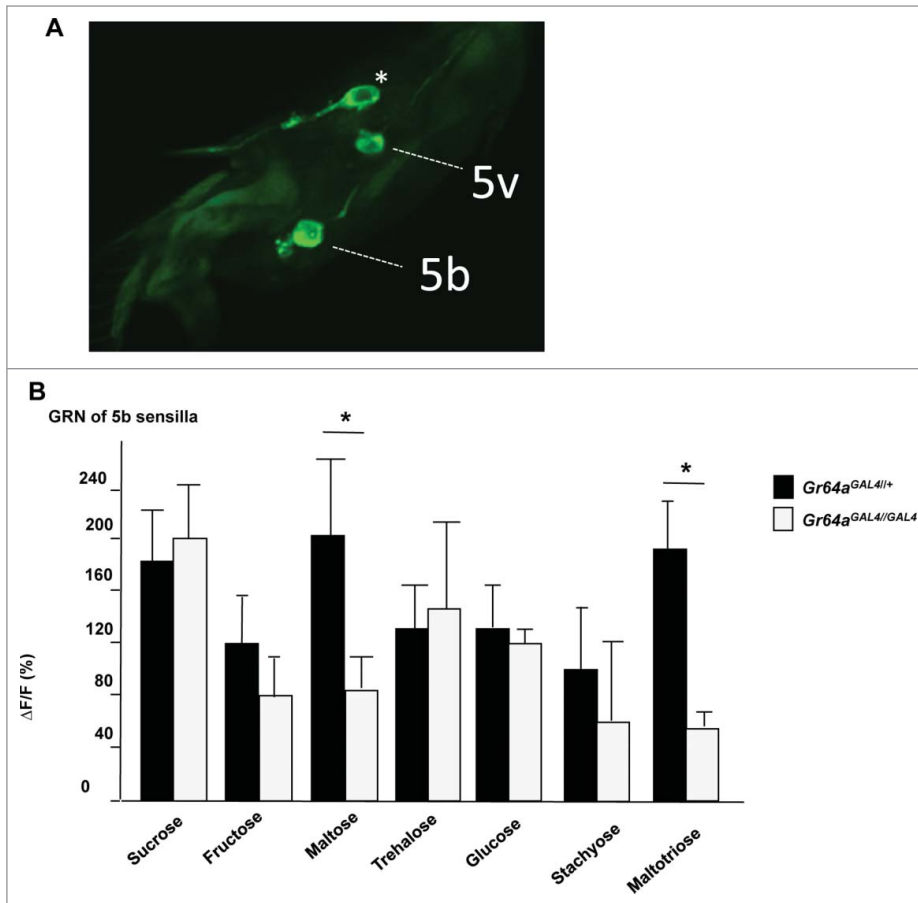 A
*
5v
5b
B
GRN of 5b sensilla
*
*
Gr64a^GAL4//+
Gr64a^GAL4//GAL4
ΔF/F (%)
240
200
160
120
80
40
0
Sucrose
Fructose
Maltose
Trehalose
Glucose
Stachyose
Maltotriose